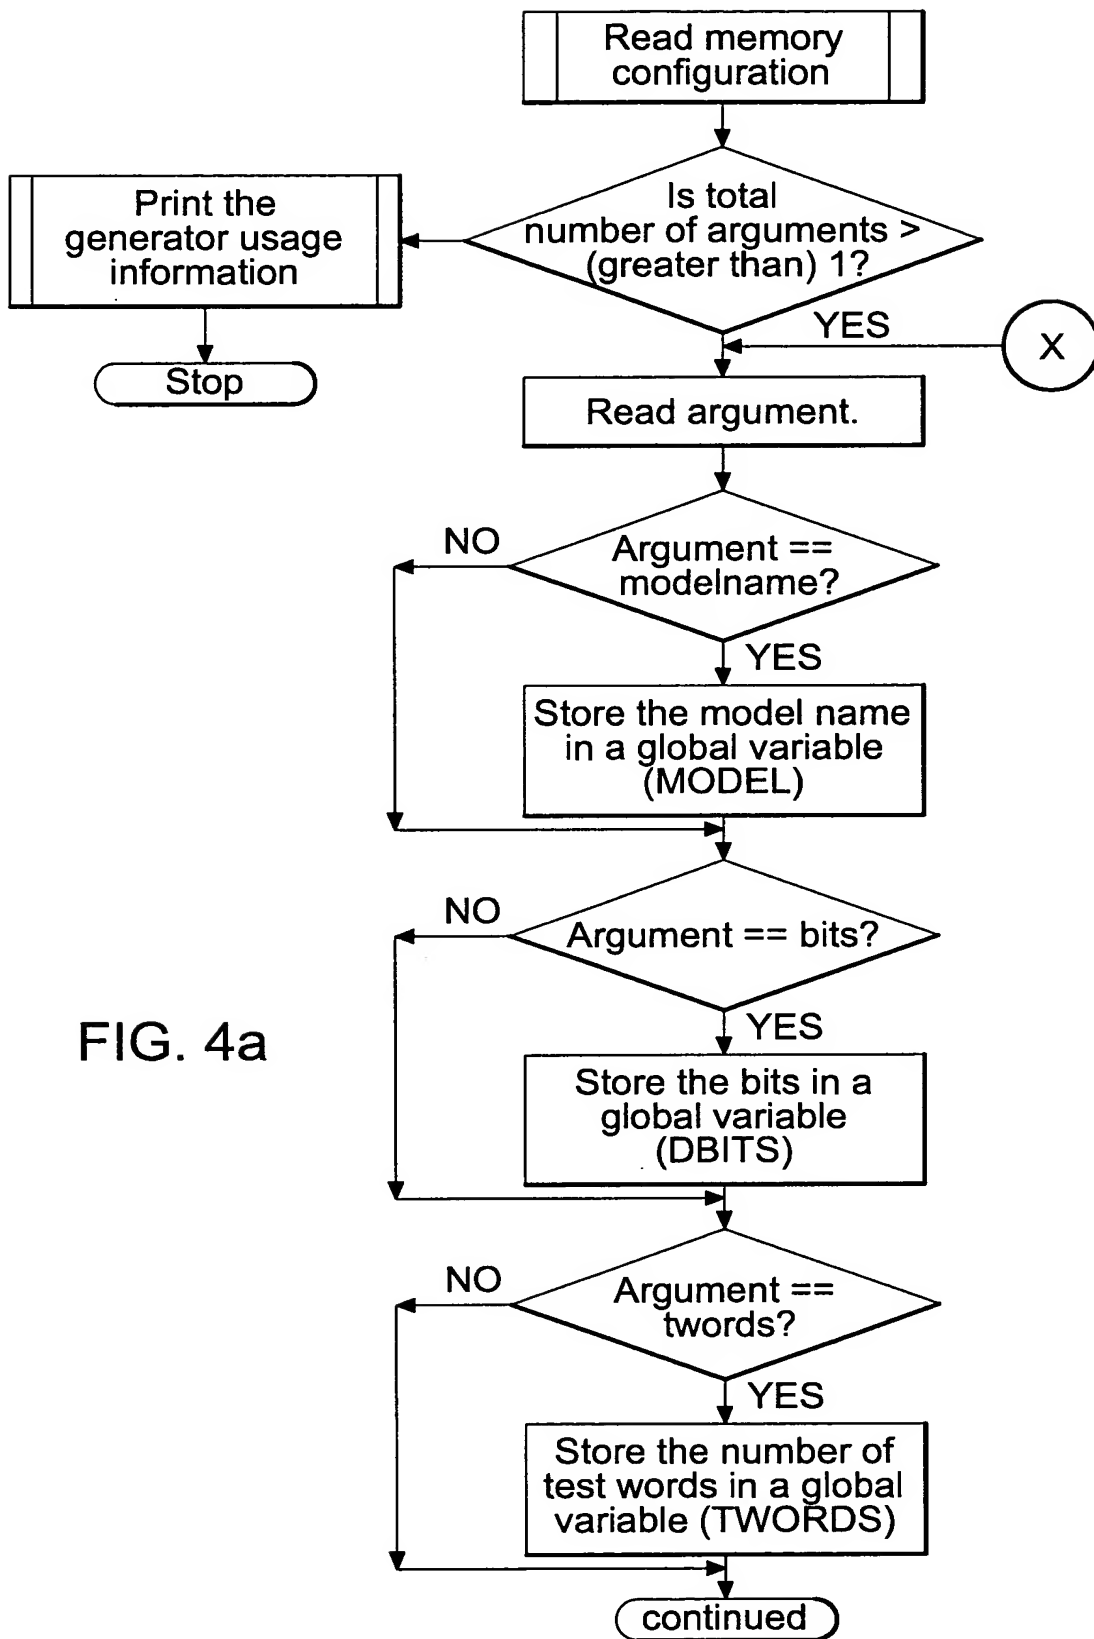 Read memory
configuration
Is total
number of arguments >
(greater than) 1?
Print the
generator usage
information
YES
X
Stop
Read argument.
NO
Argument ==
modelname?
YES
Store the model name
in a global variable
(MODEL)
NO
Argument == bits?
YES
FIG. 4a
Store the bits in a
global variable
(DBITS)
NO
Argument ==
twords?
YES
Store the number of
test words in a global
variable (TWORDS)
continued